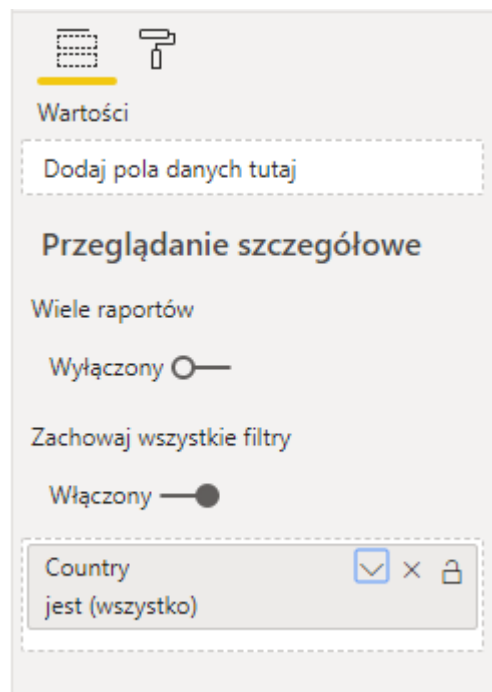 Wartości
Dodaj pola danych tutaj
Przeglądanie szczegółowe
Wiele raportów
Wyłączony
Zachowaj wszystkie filtry
Włączony
Country
jest (wszystko)